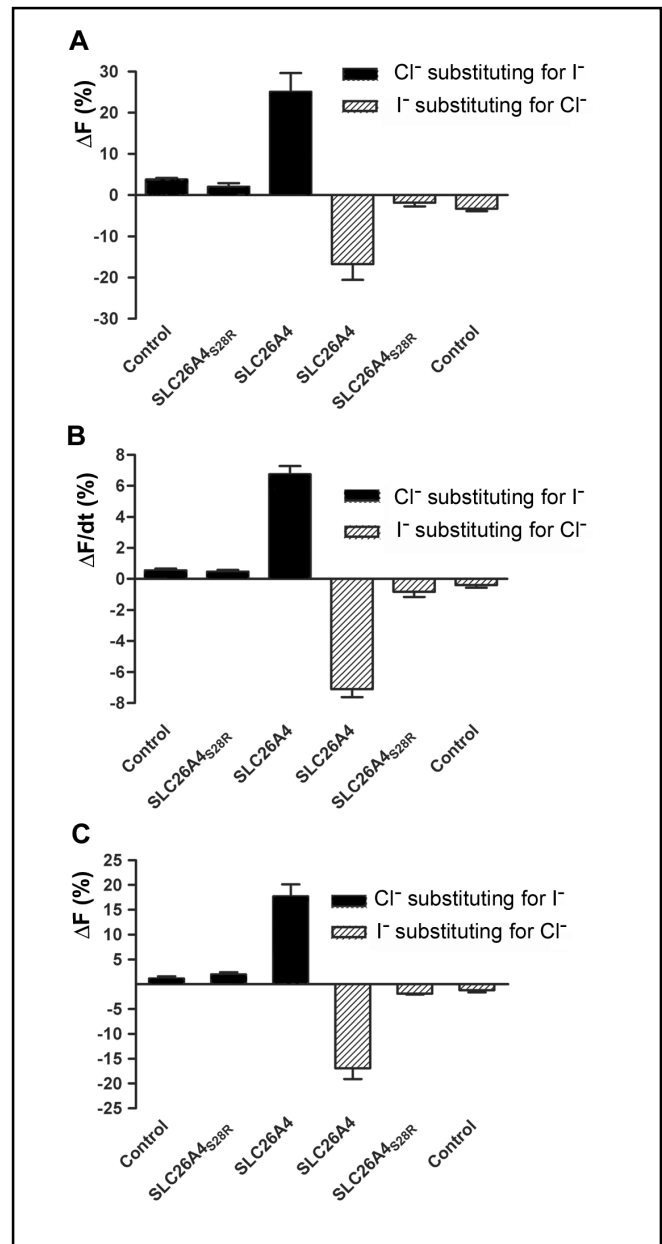 A
ΔF (%)
30
20
10
0
-10
-20
-30
Cl⁻ substituting for I⁻
I⁻ substituting for Cl⁻
Control
SLC26A4S28R
SLC26A4
SLC26A4
SLC26A4S28R
Control
B
ΔF/dt (%)
8
6
4
2
0
-2
-4
-6
-8
Cl⁻ substituting for I⁻
I⁻ substituting for Cl⁻
Control
SLC26A4S28R
SLC26A4
SLC26A4
SLC26A4S28R
Control
C
ΔF (%)
25
20
15
10
5
-5
-10
-15
-20
-25
Cl⁻ substituting for I⁻
I⁻ substituting for Cl⁻
Control
SLC26A4S28R
SLC26A4
SLC26A4
SLC26A4S28R
Control